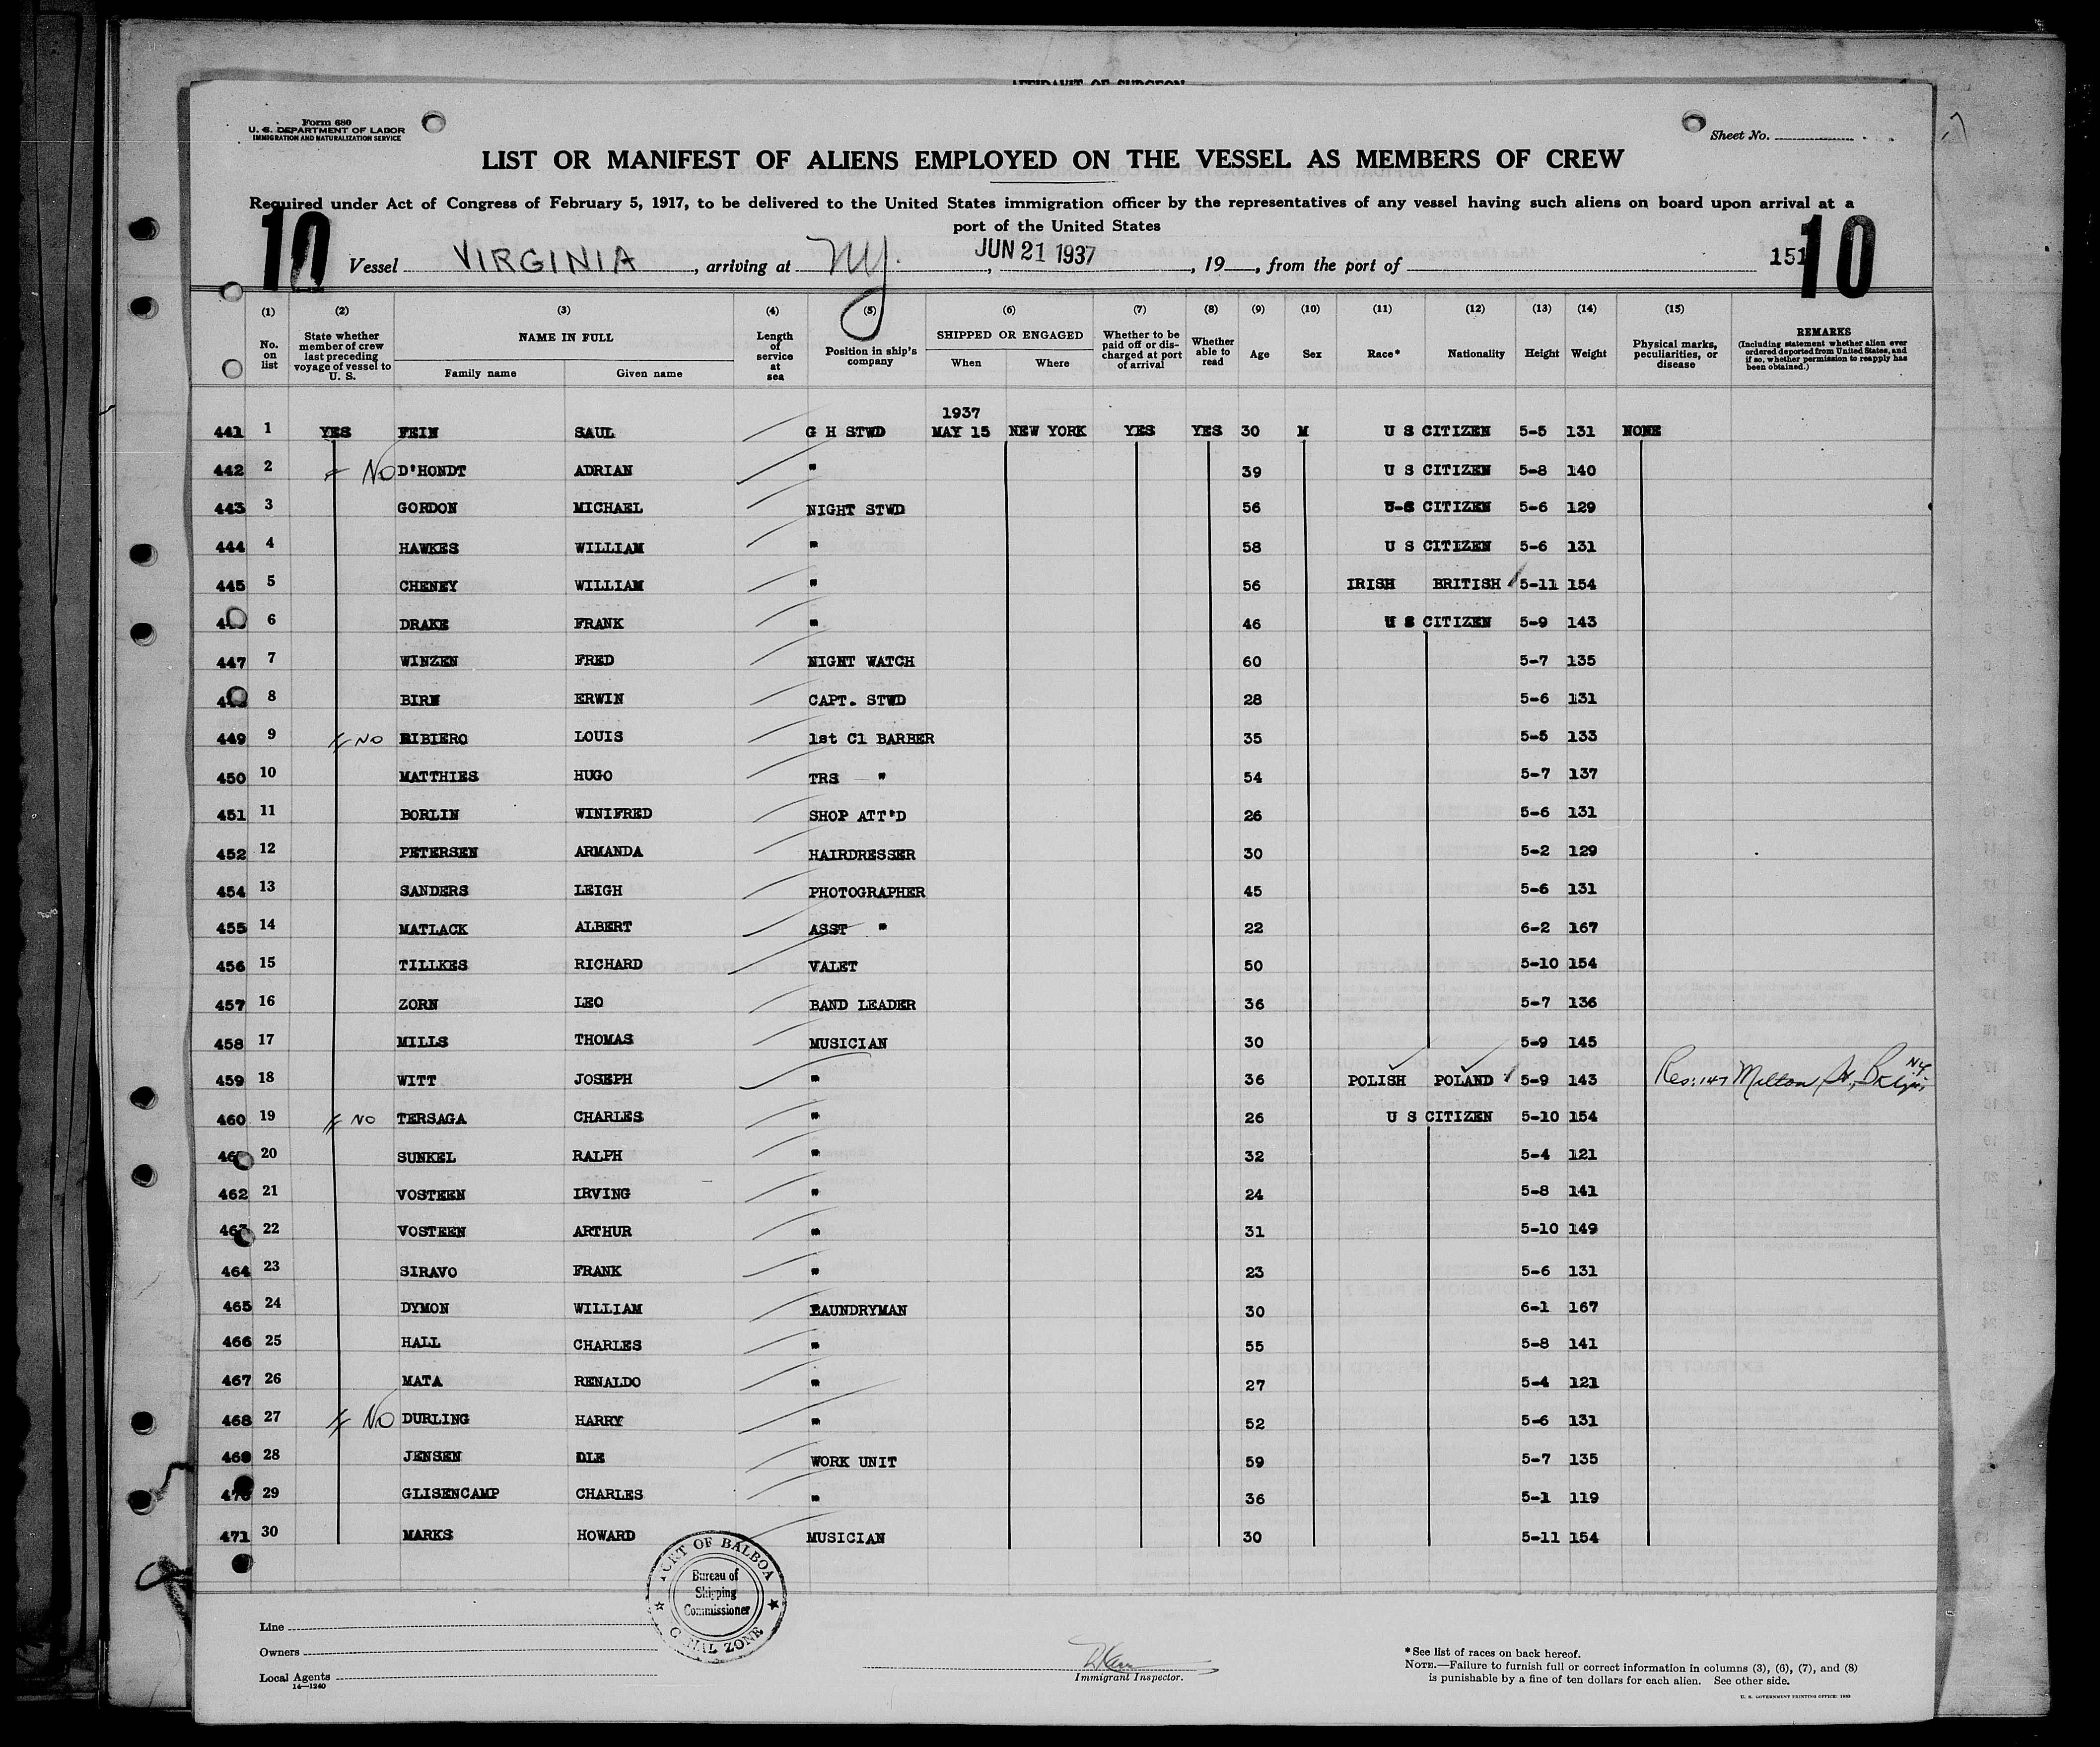 AFFIDAVIT OF SURGEON
Form 680
U. S. DEPARTMENT OF LABOR
IMMIGRATION AND NATURALIZATION SERVICE
Sheet No.
LIST OR MANIFEST OF ALIENS EMPLOYED ON THE VESSEL AS MEMBERS OF CREW
Required under Act of Congress of February 5, 1917, to be delivered to the United States immigration officer by the representatives of any vessel having such aliens on board upon arrival at a
port of the United States
10 Vessel VIRGINIA, arriving at NY., JUN 21 1937, 19, from the port of 151 10
(1) (2) (3) (4) (5) (6) (7) (8) (9) (10) (11) (12) (13) (14) (15)
No. on list State whether member of crew last preceding voyage of vessel to U. S. NAME IN FULL Family name Given name Length of service at sea Position in ship's company SHIPPED OR ENGAGED When Where Whether to be paid off or discharged at port of arrival Whether able to read Age Sex Race* Nationality Height Weight Physical marks, peculiarities, or disease REMARKS (Including statement whether alien ever ordered deported from United States, and if so, whether permission to reapply has been obtained.)
1937
441 1 YES FEIN SAUL G H STWD MAY 15 NEW YORK YES YES 30 M U S CITIZEN 5-5 131 NONE
442 2 No D'HONDT ADRIAN " 39 U S CITIZEN 5-8 140
443 3 GORDON MICHAEL NIGHT STWD 56 U-S CITIZEN 5-6 129
444 4 HAWKES WILLIAM " 58 U S CITIZEN 5-6 131
445 5 CHENEY WILLIAM " 56 IRISH BRITISH 5-11 154
6 DRAKE FRANK " 46 U S CITIZEN 5-9 143
447 7 WINZEN FRED NIGHT WATCH 60 5-7 135
8 BIRN ERWIN CAPT. STWD 28 5-6 131
449 9 NO RIBIERO LOUIS 1st Cl BARBER 35 5-5 133
450 10 MATTHIES HUGO TRS " 54 5-7 137
451 11 BORLIN WINIFRED SHOP ATT'D 26 5-6 131
452 12 PETERSEN ARMANDA HAIRDRESSER 30 5-2 129
454 13 SANDERS LEIGH PHOTOGRAPHER 45 5-6 131
455 14 MATLACK ALBERT ASST " 22 6-2 167
456 15 TILLKES RICHARD VALET 50 5-10 154
457 16 ZORN LEO BAND LEADER 36 5-7 136
458 17 MILLS THOMAS MUSICIAN 30 5-9 145
459 18 WITT JOSEPH " 36 POLISH POLAND 5-9 143 Res: 147 Milton St, Bklyn, N.Y.
460 19 NO TERSAGA CHARLES " 26 U S CITIZEN 5-10 154
20 SUNKEL RALPH " 32 5-4 121
462 21 VOSTEEN IRVING " 24 5-8 141
463 22 VOSTEEN ARTHUR " 31 5-10 149
464 23 SIRAVO FRANK " 23 5-6 131
465 24 DYMON WILLIAM LAUNDRYMAN 30 6-1 167
466 25 HALL CHARLES " 55 5-8 141
467 26 MATA RENALDO " 27 5-4 121
468 27 No DURLING HARRY " 52 5-6 131
469 28 JENSEN OLE WORK UNIT 59 5-7 135
470 29 GLISENCAMP CHARLES " 36 5-1 119
471 30 MARKS HOWARD MUSICIAN 30 5-11 154
PORT OF BALBOA
Bureau of
Shipping
Commissioner
CANAL ZONE
Line
Owners
Local Agents
14—1240
Immigrant Inspector.
* See list of races on back hereof.
NOTE.—Failure to furnish full or correct information in columns (3), (6), (7), and (8)
is punishable by a fine of ten dollars for each alien. See other side.
U. S. GOVERNMENT PRINTING OFFICE: 1933